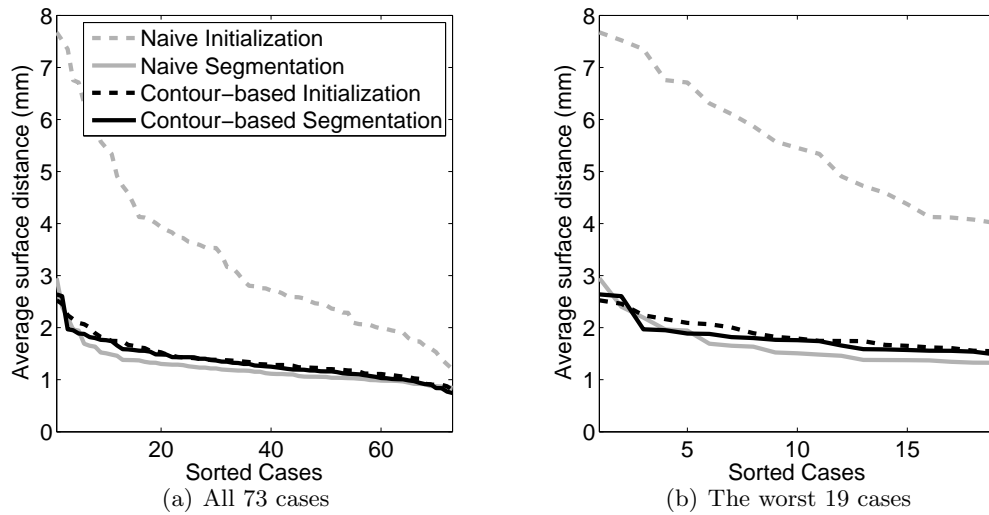 8
7
6
5
4
3
2
1
0
Average surface distance (mm)
Naive Initialization
Naive Segmentation
Contour−based Initialization
Contour−based Segmentation
20 40 60
Sorted Cases
(a) All 73 cases
8
7
6
5
4
3
2
1
0
Average surface distance (mm)
5 10 15
Sorted Cases
(b) The worst 19 cases